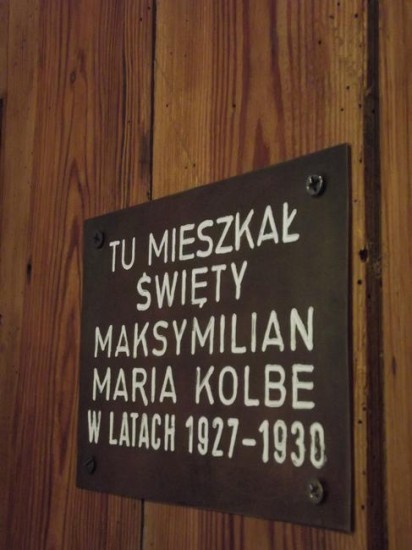 TU MIESZKAŁ
ŚWIĘTY
MAKSYMILIAN
MARIA KOLBE
W LATACH 1927-1930